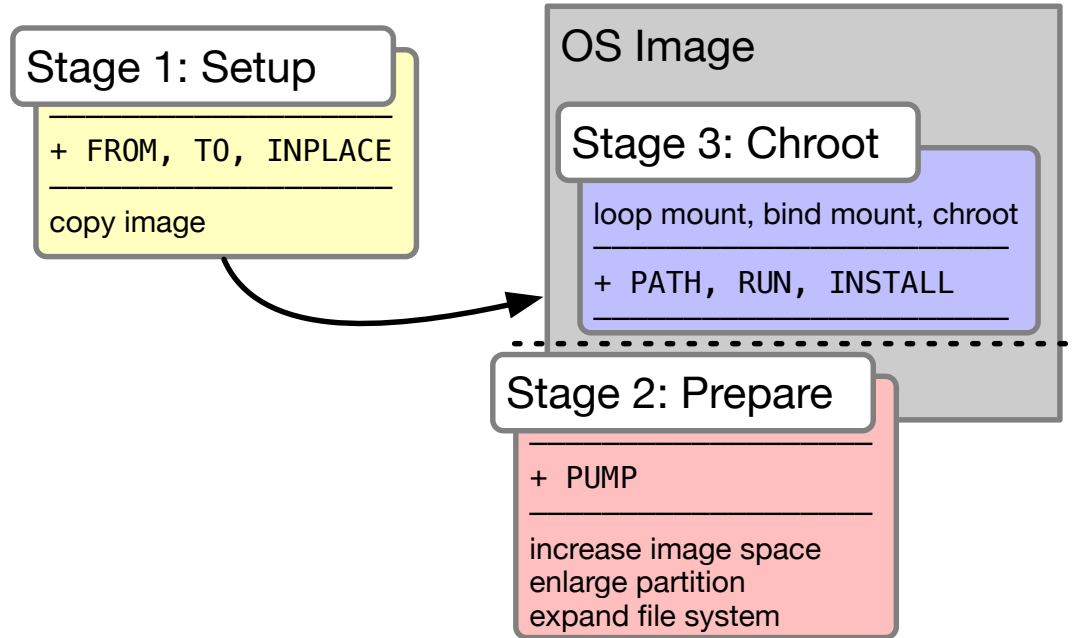 Stage 1: Setup
+ FROM, TO, INPLACE
copy image
OS Image
Stage 3: Chroot
loop mount, bind mount, chroot
+ PATH, RUN, INSTALL
Stage 2: Prepare
+ PUMP
increase image space
enlarge partition
expand file system